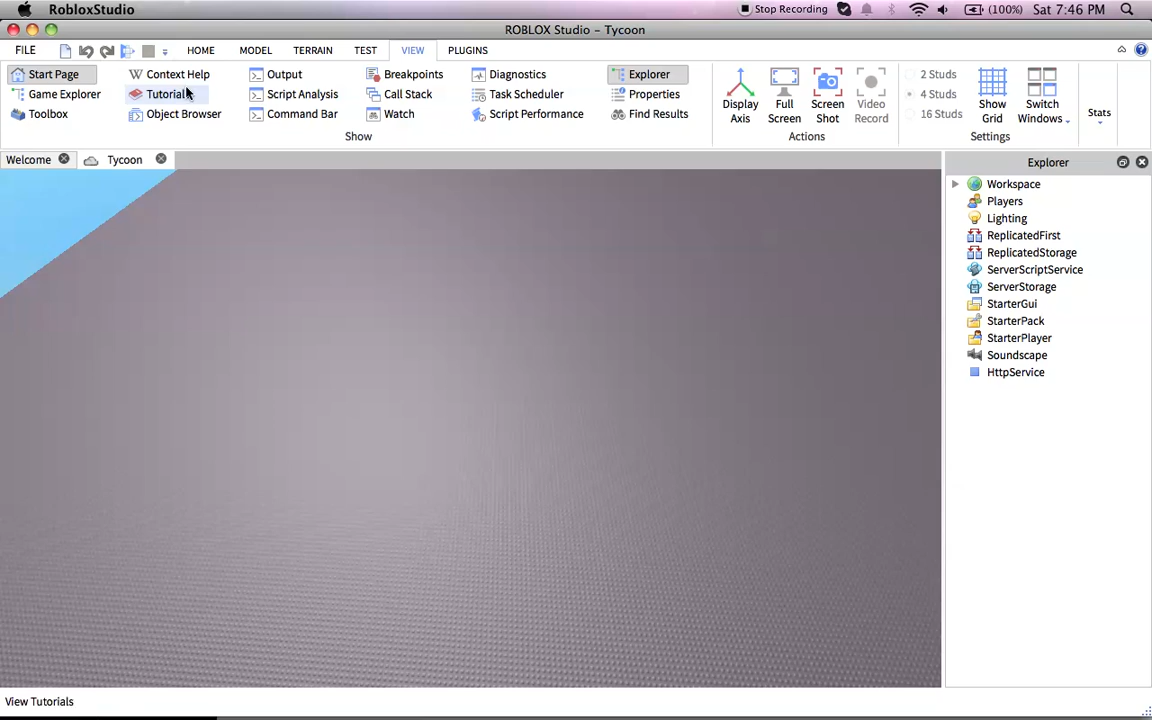 RobloxStudio Stop Recording (100%) Sat 7:46 PM
ROBLOX Studio – Tycoon
FILE HOME MODEL TERRAIN TEST VIEW PLUGINS
Start Page Context Help Output Breakpoints Diagnostics Explorer 2 Studs
Game Explorer Tutorials Script Analysis Call Stack Task Scheduler Properties 4 Studs
Toolbox Object Browser Command Bar Watch Script Performance Find Results 16 Studs
Display Axis Full Screen Screen Shot Video Record Show Grid Switch Windows Stats
Show Actions Settings
Welcome Tycoon
Explorer
Workspace
Players
Lighting
ReplicatedFirst
ReplicatedStorage
ServerScriptService
ServerStorage
StarterGui
StarterPack
StarterPlayer
Soundscape
HttpService
View Tutorials